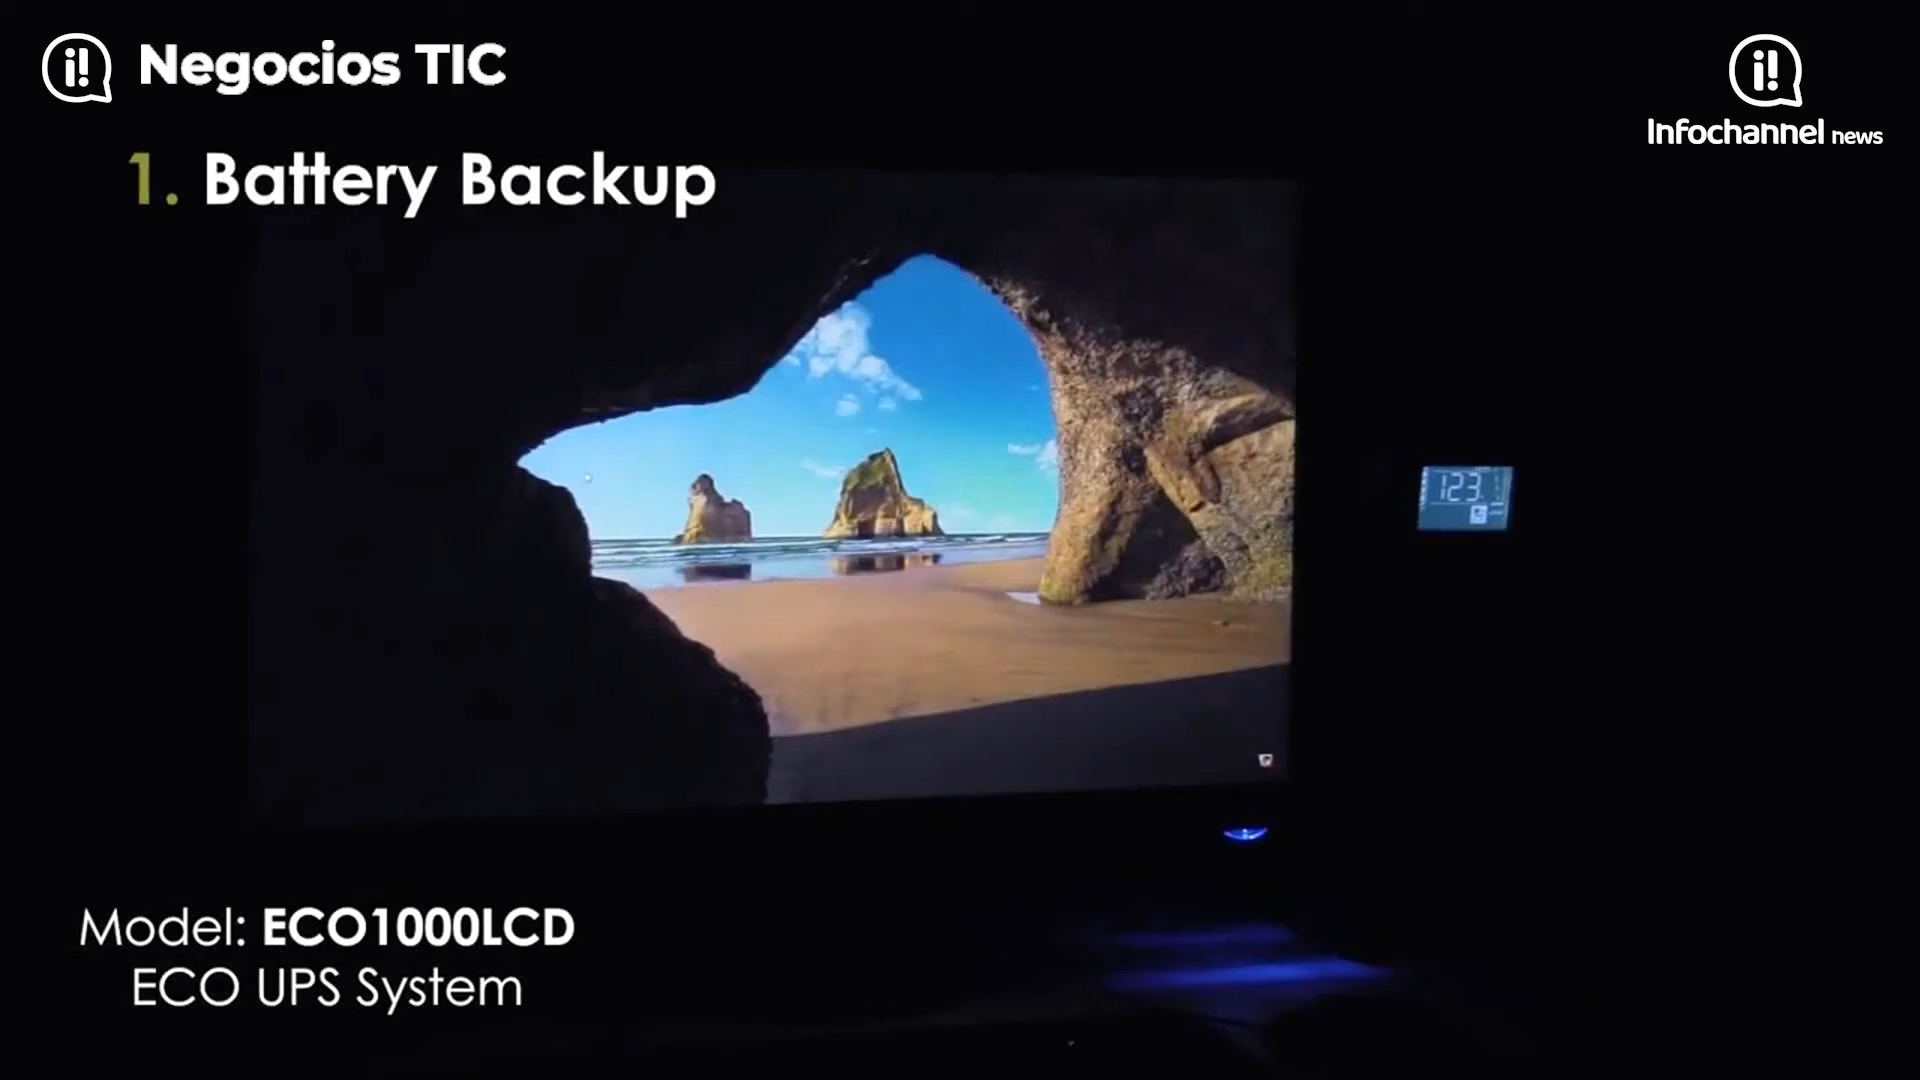 i! Negocios TIC
i!
Infochannel news
1. Battery Backup
123
Model: ECO1000LCD
ECO UPS System